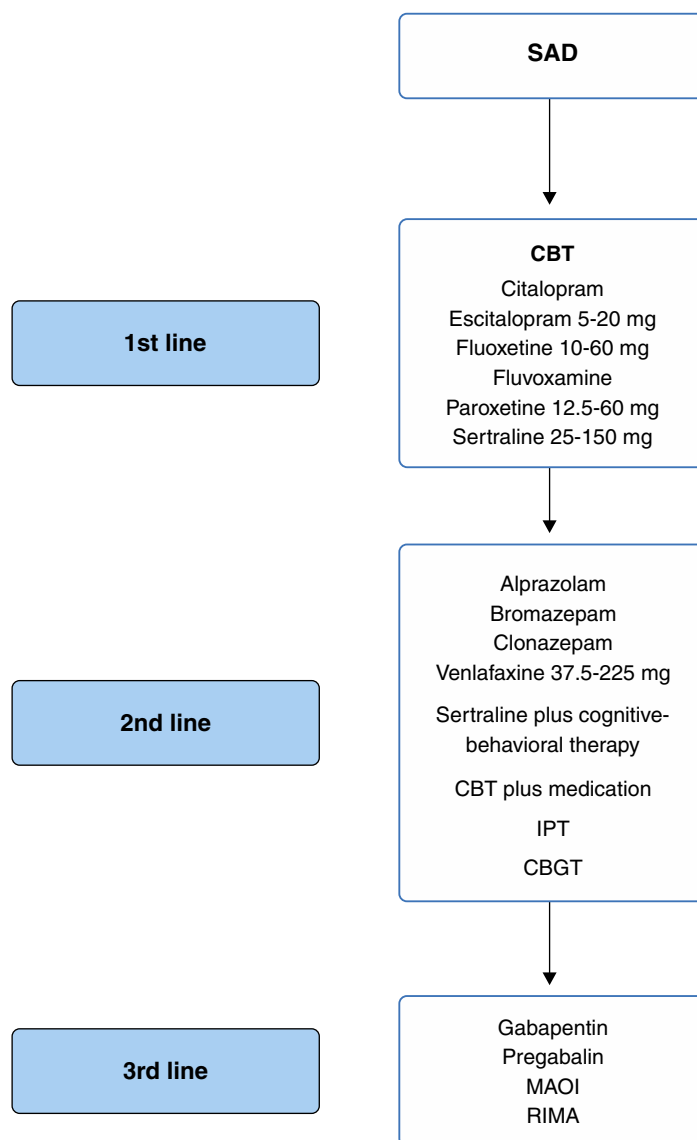 SAD
1st line
CBT
Citalopram
Escitalopram 5-20 mg
Fluoxetine 10-60 mg
Fluvoxamine
Paroxetine 12.5-60 mg
Sertraline 25-150 mg
2nd line
Alprazolam
Bromazepam
Clonazepam
Venlafaxine 37.5-225 mg
Sertraline plus cognitive-
behavioral therapy
CBT plus medication
IPT
CBGT
3rd line
Gabapentin
Pregabalin
MAOI
RIMA